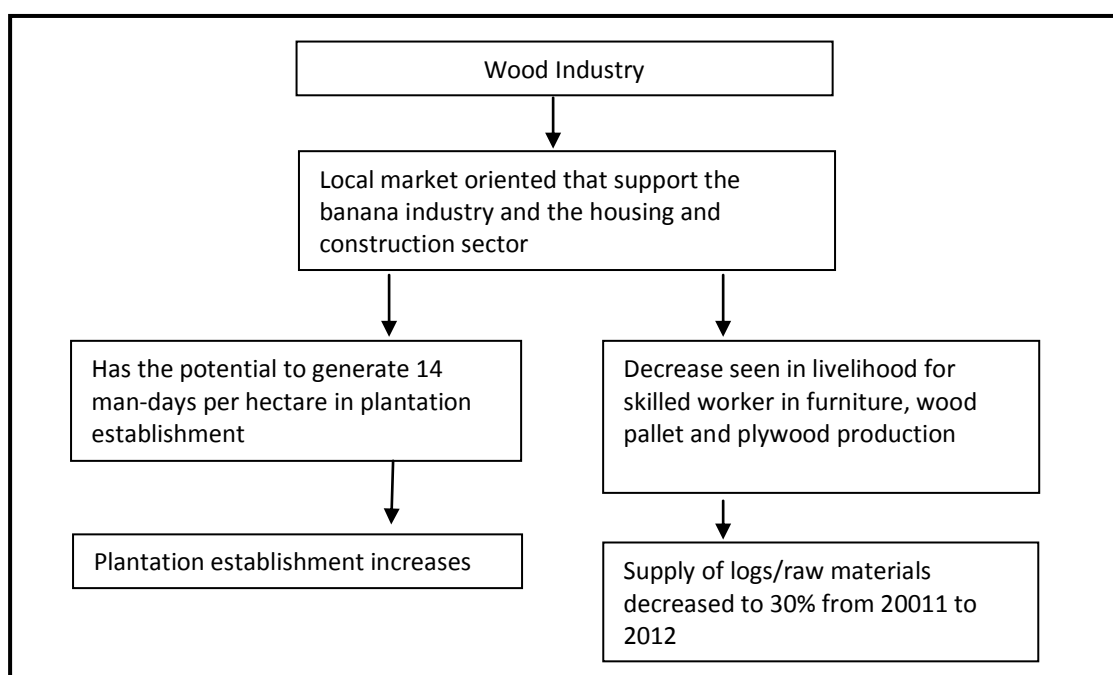 Wood Industry
Local market oriented that support the
banana industry and the housing and
construction sector
Has the potential to generate 14
man-days per hectare in plantation
establishment
Decrease seen in livelihood for
skilled worker in furniture, wood
pallet and plywood production
Plantation establishment increases
Supply of logs/raw materials
decreased to 30% from 20011 to
2012